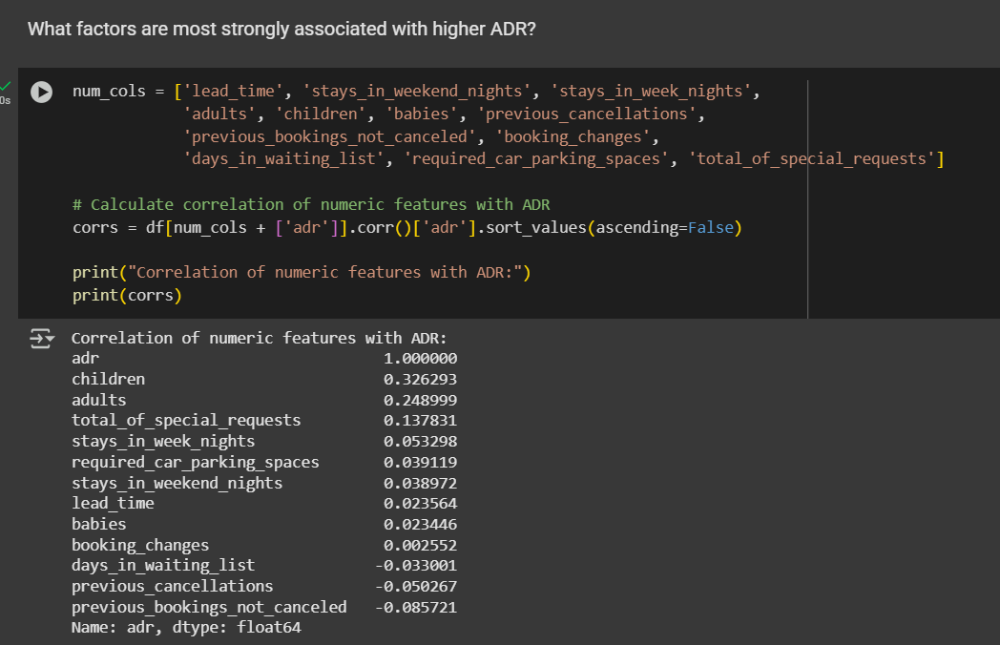 What factors are most strongly associated with higher ADR?
num_cols = ['lead_time', 'stays_in_weekend_nights', 'stays_in_week_nights',
            'adults', 'children', 'babies', 'previous_cancellations',
            'previous_bookings_not_canceled', 'booking_changes',
            'days_in_waiting_list', 'required_car_parking_spaces', 'total_of_special_requests']
0s
# Calculate correlation of numeric features with ADR
corrs = df[num_cols + ['adr']].corr()['adr'].sort_values(ascending=False)
print("Correlation of numeric features with ADR:")
print(corrs)
Correlation of numeric features with ADR:
adr                               1.000000
children                          0.326293
adults                            0.248999
total_of_special_requests         0.137831
stays_in_week_nights              0.053298
required_car_parking_spaces       0.039119
stays_in_weekend_nights           0.038972
lead_time                         0.023564
babies                            0.023446
booking_changes                   0.002552
days_in_waiting_list             -0.033001
previous_cancellations           -0.050267
previous_bookings_not_canceled   -0.085721
Name: adr, dtype: float64